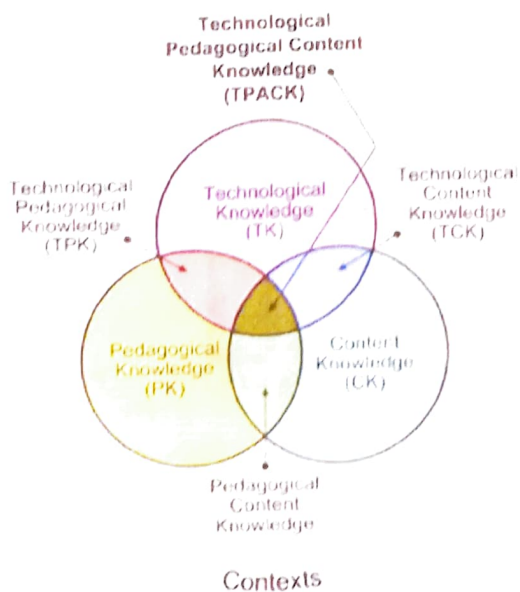 Technological
Pedagogical Content
Knowledge
(TPACK)
Technological
Pedagogical
Knowledge
(TPK)
Technological
Knowledge
(TK)
Technological
Content
Knowledge
(TCK)
Pedagogical
Knowledge
(PK)
Content
Knowledge
(CK)
Pedagogical
Content
Knowledge
Contexts